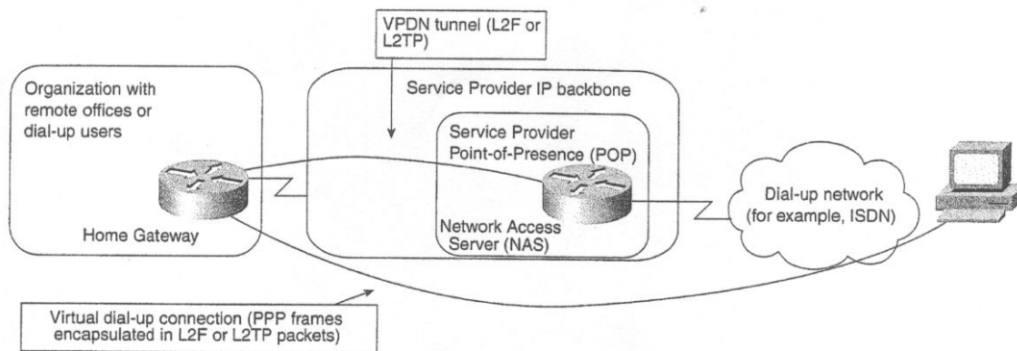 VPDN tunnel (L2F or
L2TP)
Organization with
remote offices or
dial-up users
Service Provider IP backbone
Service Provider
Point-of-Presence (POP)
Dial-up network
(for example, ISDN)
Home Gateway
Network Access
Server (NAS)
Virtual dial-up connection (PPP frames
encapsulated in L2F or L2TP packets)